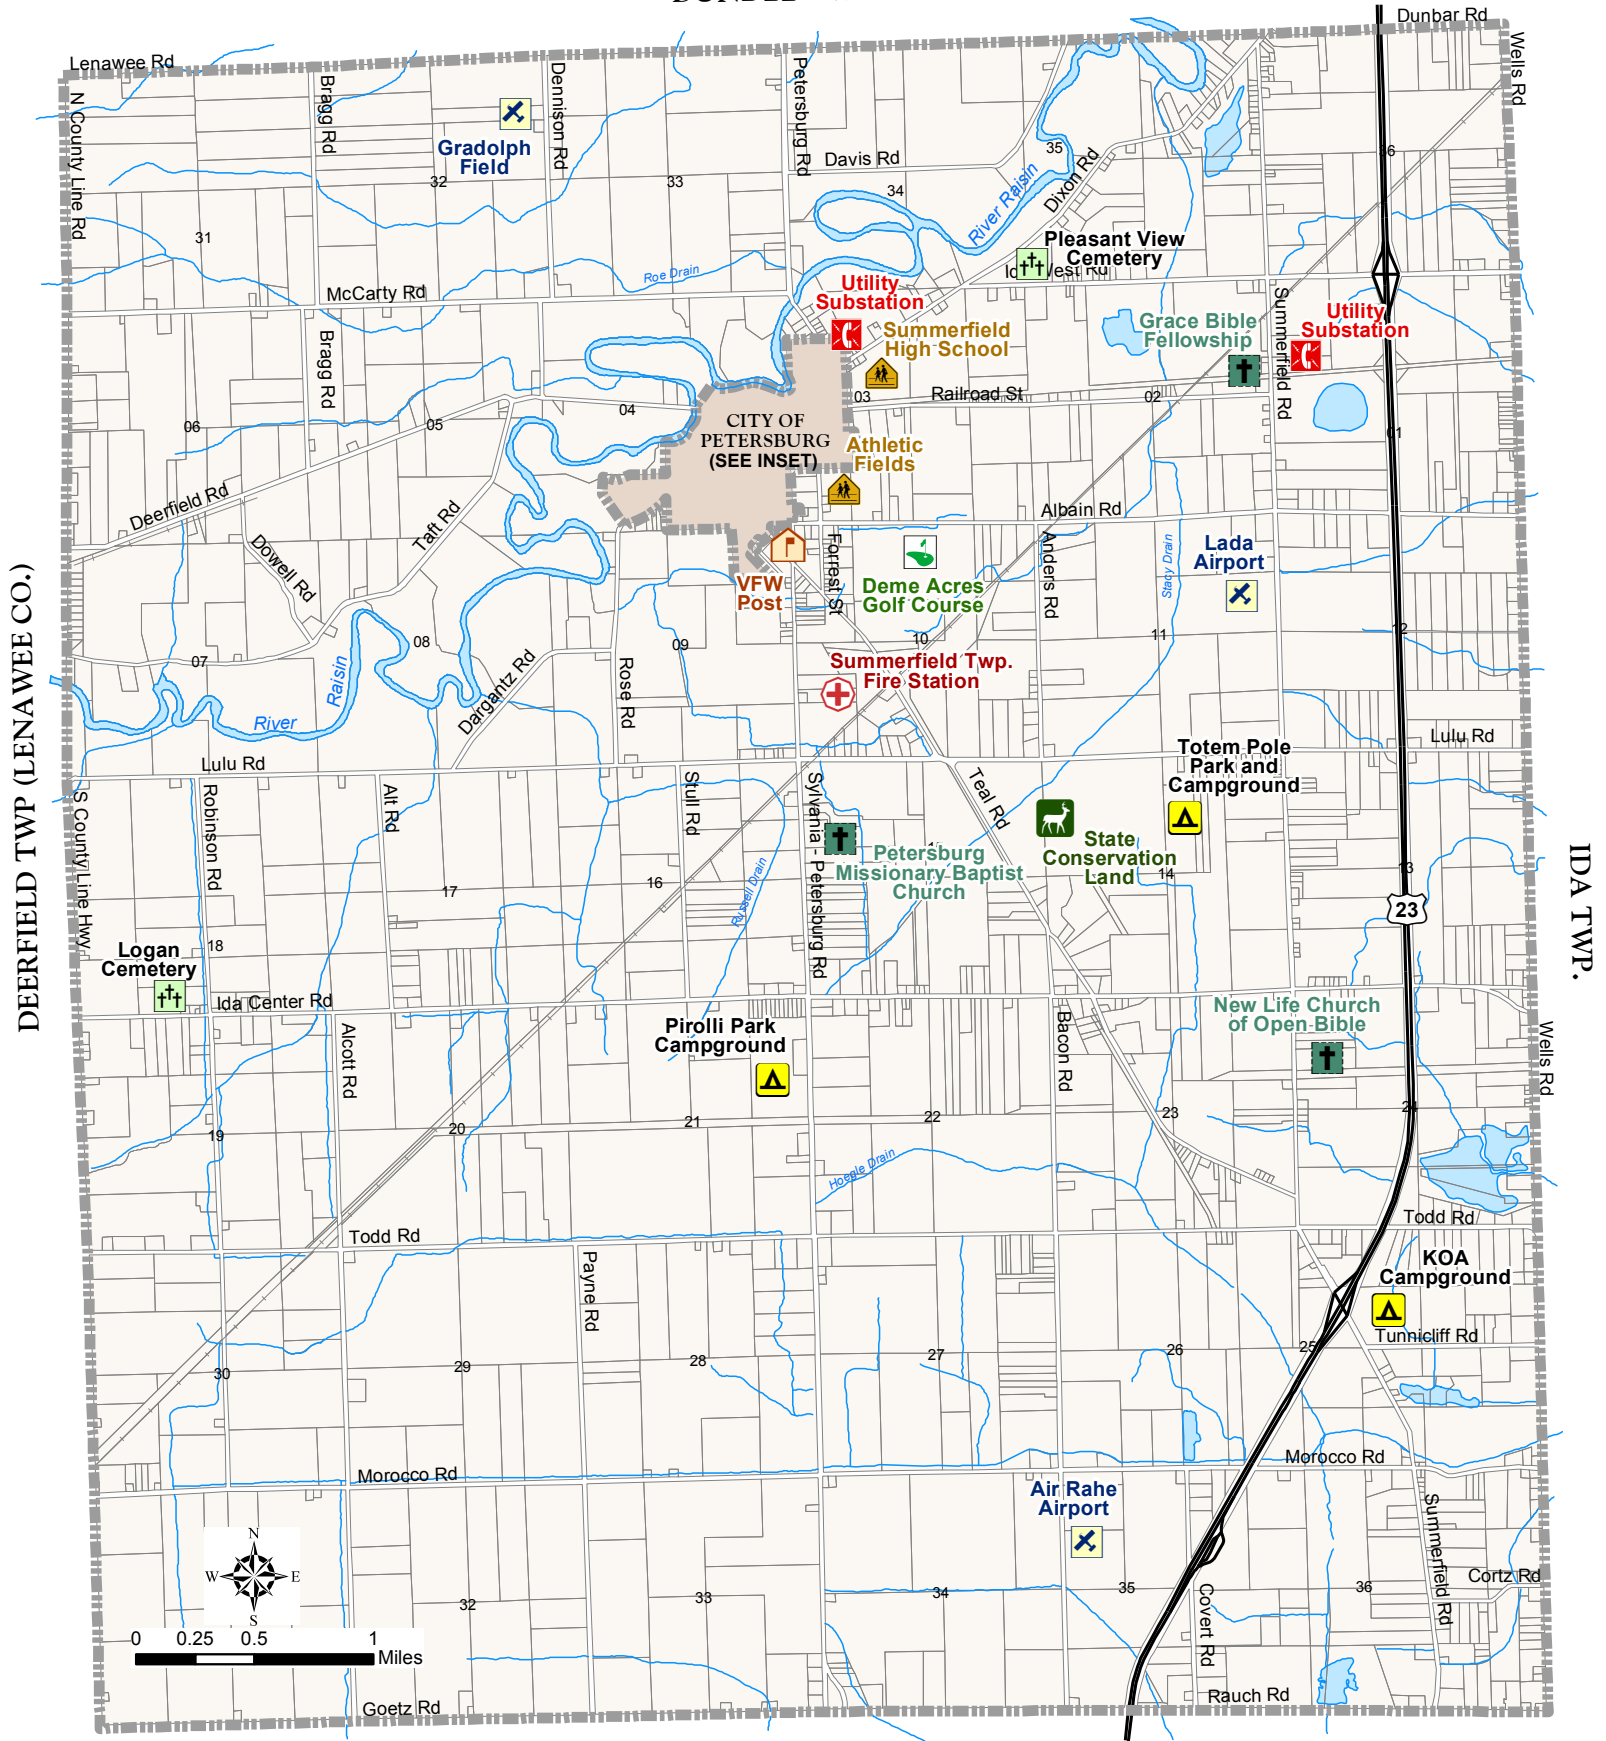 Dunbar Rd
Lenawee Rd
Wells Rd
N County Line Rd
Bragg Rd
Dennison Rd
Petersburg Rd
Gradolph
Field
Davis Rd
35
36
32
33
34
31
River Raisin
Dixon Rd
Pleasant View
Cemetery
Roe Drain
McCarty Rd
Utility
Substation
Summerfield Rd
Utility
Substation
Grace Bible
Fellowship
Summerfield
High School
Bragg Rd
03
Railroad St
02
04
05
06
01
CITY OF
PETERSBURG
(SEE INSET)
Athletic
Fields
Deerfield Rd
Taft Rd
Dowell Rd
Albain Rd
Anders Rd
Stacy Drain
Lada
Airport
Forrest St
VFW
Post
Deme Acres
Golf Course
DEERFIELD TWP (LENAWEE CO.)
07
08
09
10
11
12
Raisin
River
Dargantz Rd
Rose Rd
Summerfield Twp.
Fire Station
Lulu Rd
Lulu Rd
Totem Pole
Park and
Campground
S County Line Hwy
Robinson Rd
Alt Rd
Stull Rd
Sylvania - Petersburg Rd
Teal Rd
State
Conservation
Land
14
13
Petersburg
Missionary Baptist
Church
Russell Drain
16
17
18
23
IDA TWP.
Logan
Cemetery
Ida Center Rd
Alcott Rd
Pirolli Park
Campground
Bacon Rd
New Life Church
of Open Bible
Wells Rd
19
20
21
22
23
24
Hoegle Drain
Todd Rd
Todd Rd
Payne Rd
KOA
Campground
Tunnicliff Rd
25
26
27
28
29
30
Morocco Rd
Morocco Rd
Air Rahe
Airport
Summerfield Rd
Cortz Rd
Covert Rd
36
35
34
33
32
N
W
E
S
0
0.25
0.5
1
Miles
Goetz Rd
Rauch Rd